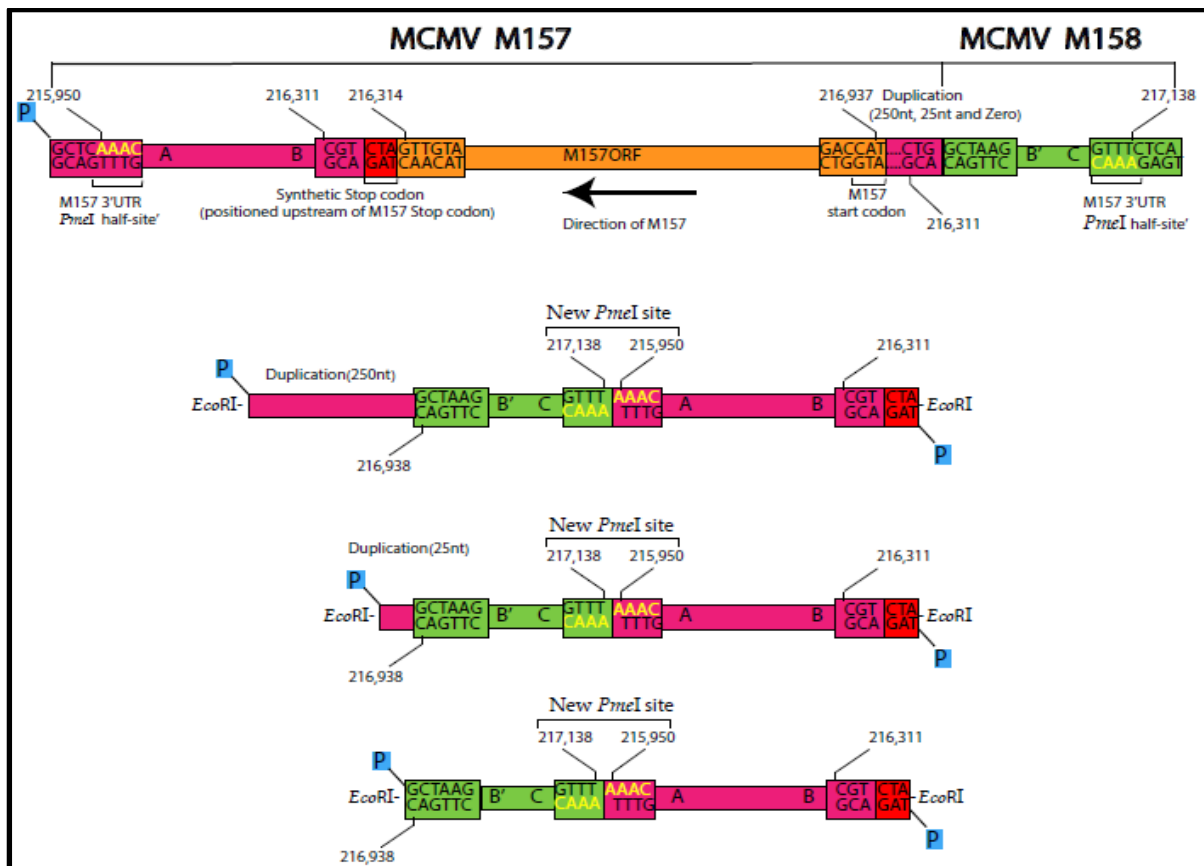 MCMV M157 MCMV M158
215,950 216,311 216,314 216,937 Duplication 217,138
(250nt, 25nt and Zero)
P
GCTCAAAC A B CGT CTA GTTGTA M157ORF GACCAT ....CTG GCTAAG B' C GTTTCTCA
GCAGTTTG GCA GAT CAACAT CTGGTA ....GCA CAGTTC CAAAGAGT
M157 3'UTR Synthetic Stop codon M157 M157 3'UTR
PmeI half-site' (positioned upstream of M157 Stop codon) Direction of M157 start codon 216,311 PmeI half-site'
New PmeI site
217,138 215,950 216,311
P Duplication(250nt)
EcoRI- GCTAAG B' C GTTT AAAC A B CGT CTA -EcoRI
CAGTTC CAAA TTTG GCA GAT
P
216,938
New PmeI site
Duplication(25nt) 217,138 215,950 216,311
P
EcoRI- GCTAAG B' C GTTT AAAC A B CGT CTA -EcoRI
CAGTTC CAAA TTTG GCA GAT
P
216,938
New PmeI site
217,138 215,950 216,311
P
EcoRI- GCTAAG B' C GTTT AAAC A B CGT CTA -EcoRI
CAGTTC CAAA TTTG GCA GAT
P
216,938